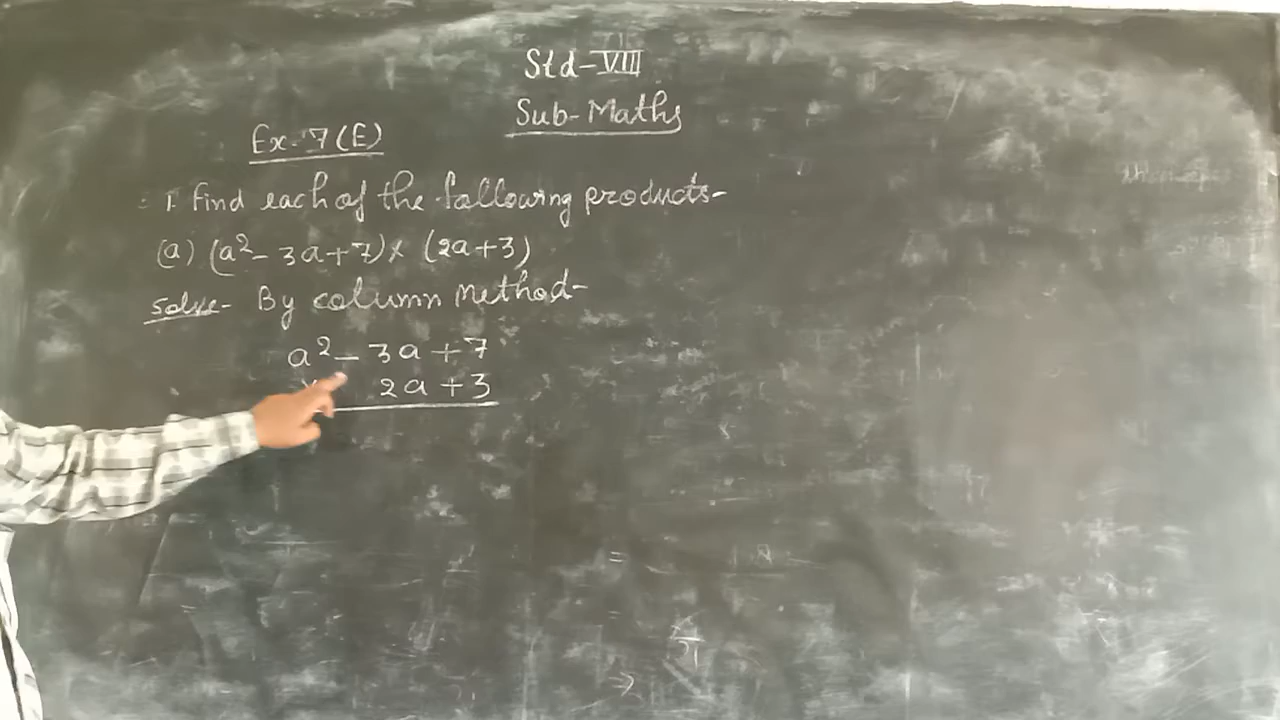 Std-VIII
Sub-Maths
Ex-7(E)
1. Find each of the following products-
(a) (a²-3a+7)× (2a+3)
Solve- By column Method-
a²-3a+7
2a+3